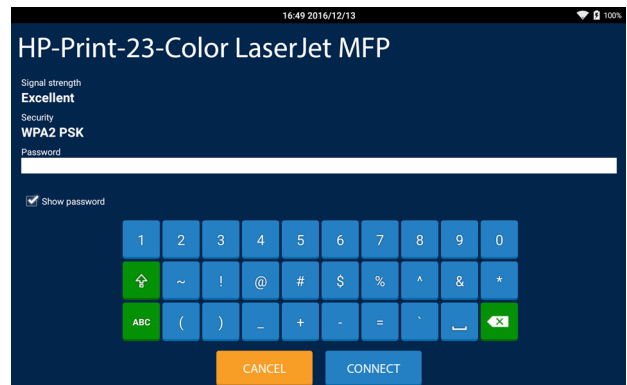 16:49 2016/12/13
100%
HP-Print-23-Color LaserJet MFP
Signal strength
Excellent
Security
WPA2 PSK
Password
Show password
1 2 3 4 5 6 7 8 9 0
~ ! @ # $ % ^ & *
ABC ( ) _ + - = `
CANCEL CONNECT